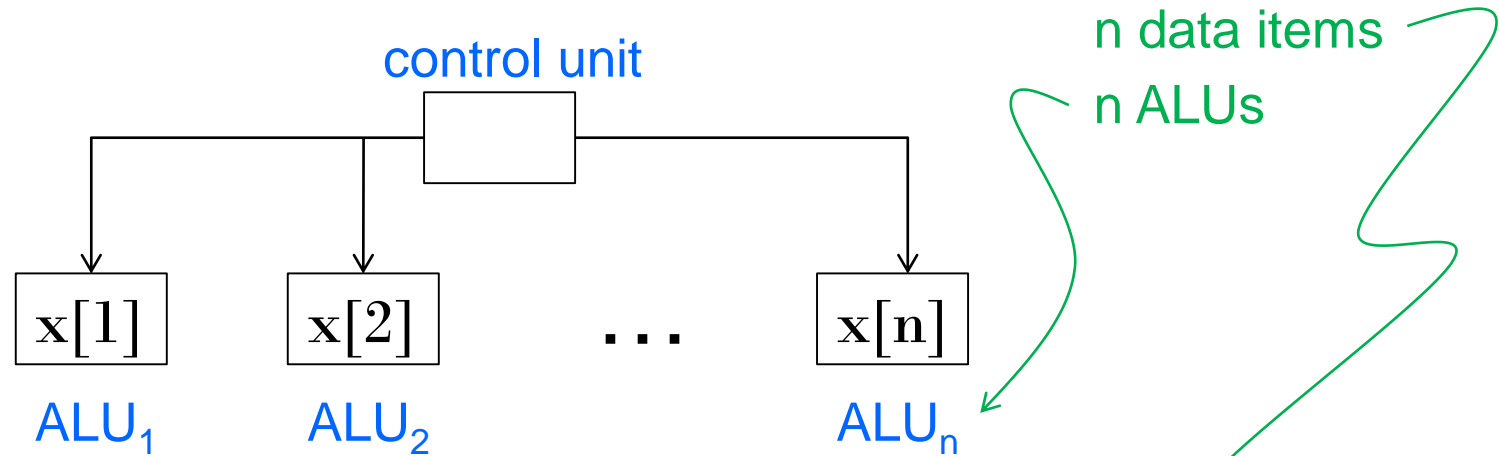 n data items
control unit
n ALUs
x[1] x[2] ... x[n]
ALU₁ ALU₂ ALUₙ